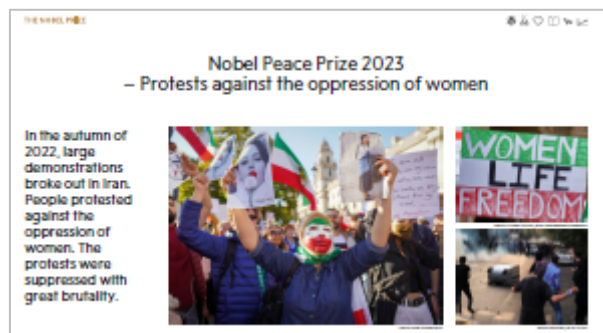 THE NOBEL PRIZE
Nobel Peace Prize 2023
– Protests against the oppression of women
In the autumn of
2022, large
demonstrations
broke out in Iran.
People protested
against the
oppression of
women. The
protests were
suppressed with
great brutality.
WOMEN
LIFE
FREEDOM